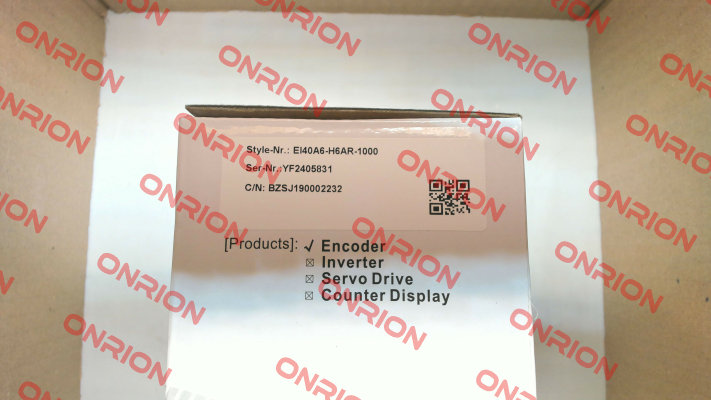 Style-Nr.: EI40A6-H6AR-1000
Ser-Nr.:YF2405831
C/N: BZSJ190002232
[Products]: √ Encoder
☒ Inverter
☒ Servo Drive
☒ Counter Display
ONRION